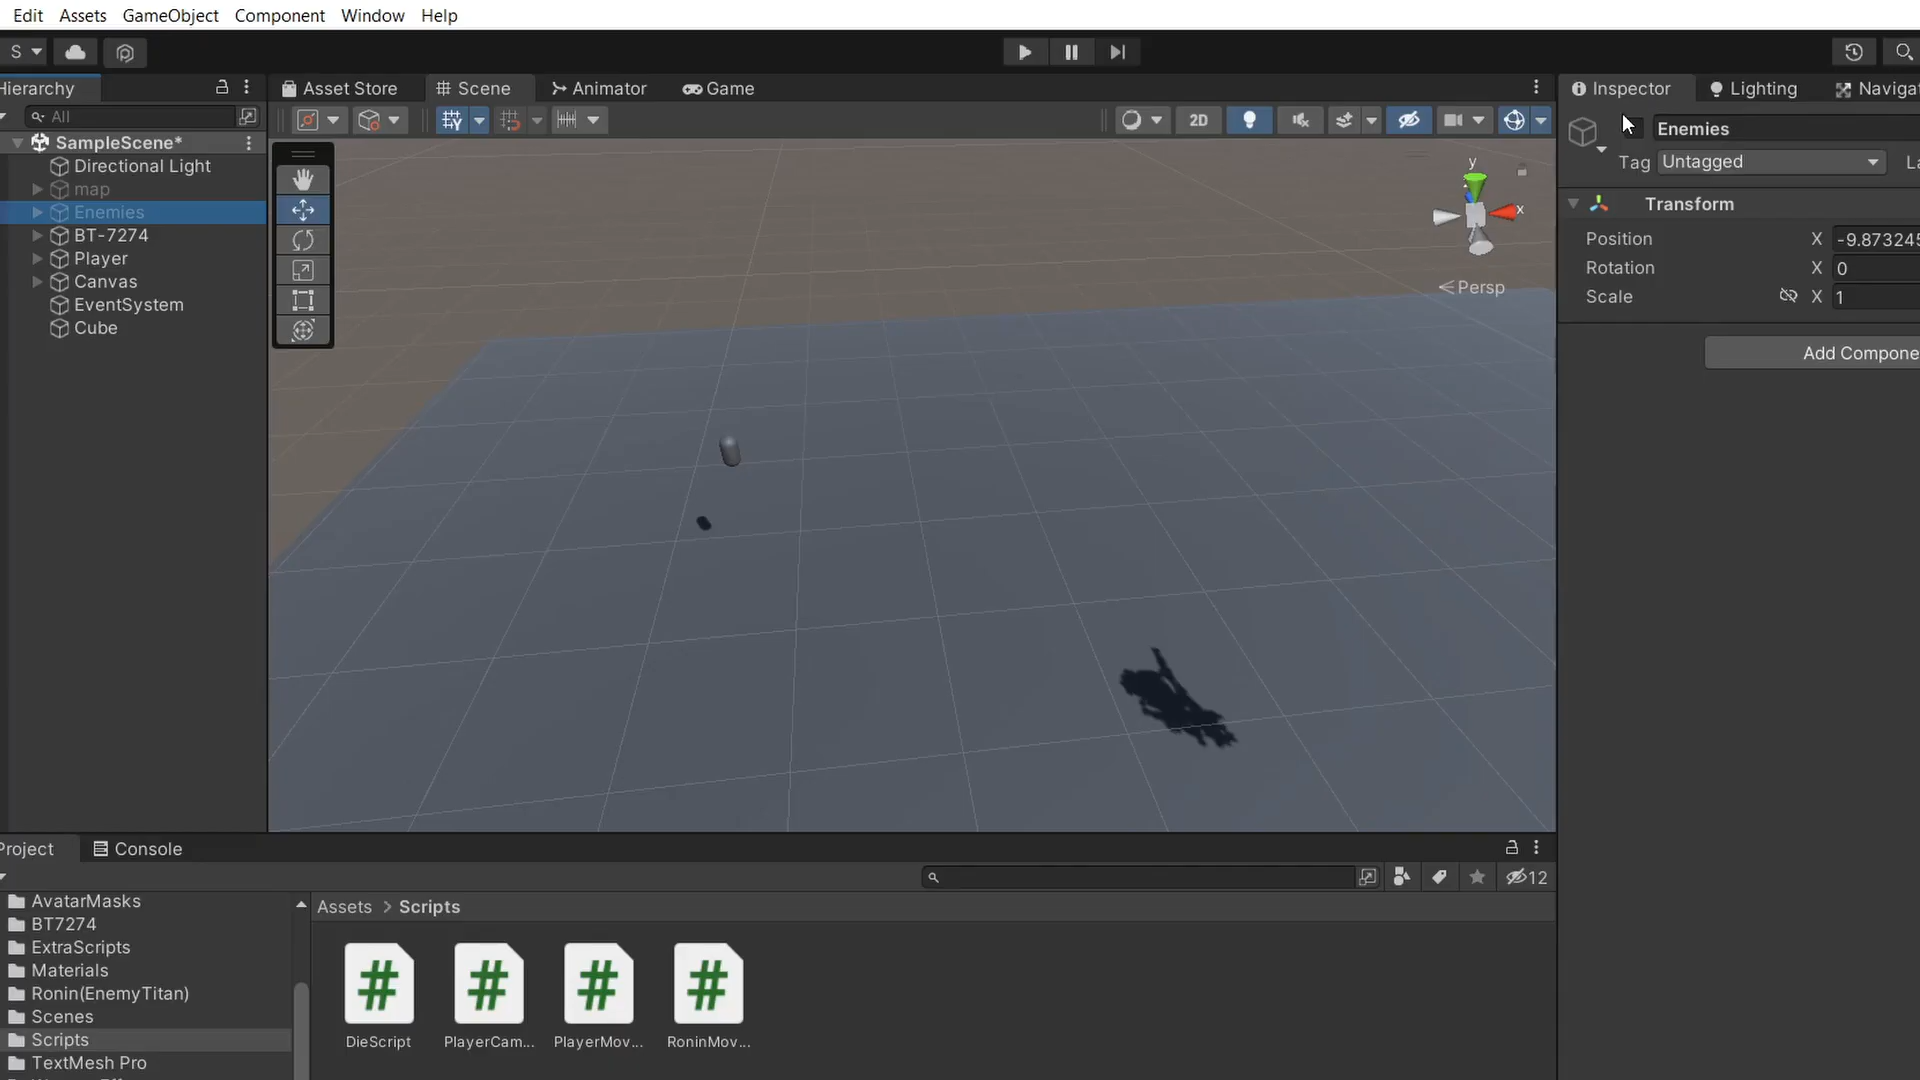 Edit Assets GameObject Component Window Help
S
Hierarchy
All
SampleScene*
Directional Light
map
Enemies
BT-7274
Player
Canvas
EventSystem
Cube
Asset Store Scene Animator Game
2D
y
x
Persp
Inspector Lighting Navigat
Enemies
Tag Untagged La
Transform
Position X -9.873245
Rotation X 0
Scale X 1
Add Compone
Project Console
12
AvatarMasks
BT7274
ExtraScripts
Materials
Ronin(EnemyTitan)
Scenes
Scripts
TextMesh Pro
Assets > Scripts
DieScript PlayerCam... PlayerMov... RoninMov...